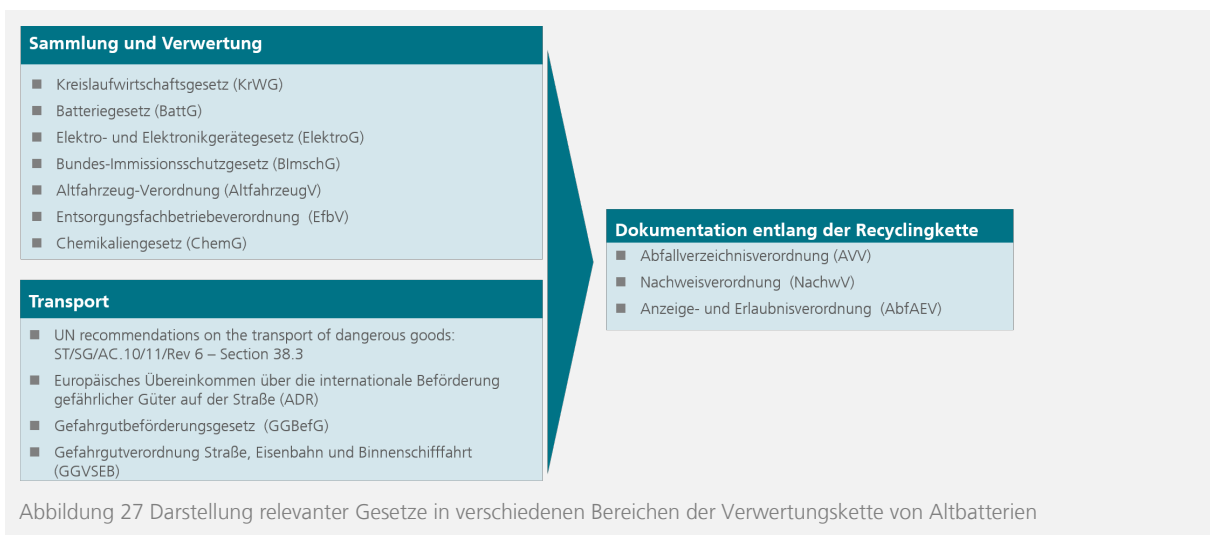 Sammlung und Verwertung
Kreislaufwirtschaftsgesetz (KrWG)
Batteriegesetz (BattG)
Elektro- und Elektronikgerätegesetz (ElektroG)
Bundes-Immissionsschutzgesetz (BImschG)
Altfahrzeug-Verordnung (AltfahrzeugV)
Entsorgungsfachbetriebeverordnung (EfbV)
Chemikaliengesetz (ChemG)
Transport
UN recommendations on the transport of dangerous goods:
ST/SG/AC.10/11/Rev 6 – Section 38.3
Europäisches Übereinkommen über die internationale Beförderung
gefährlicher Güter auf der Straße (ADR)
Gefahrgutbeförderungsgesetz (GGBefG)
Gefahrgutverordnung Straße, Eisenbahn und Binnenschifffahrt
(GGVSEB)
Dokumentation entlang der Recyclingkette
Abfallverzeichnisverordnung (AVV)
Nachweisverordnung (NachwV)
Anzeige- und Erlaubnisverordnung (AbfAEV)
Abbildung 27 Darstellung relevanter Gesetze in verschiedenen Bereichen der Verwertungskette von Altbatterien